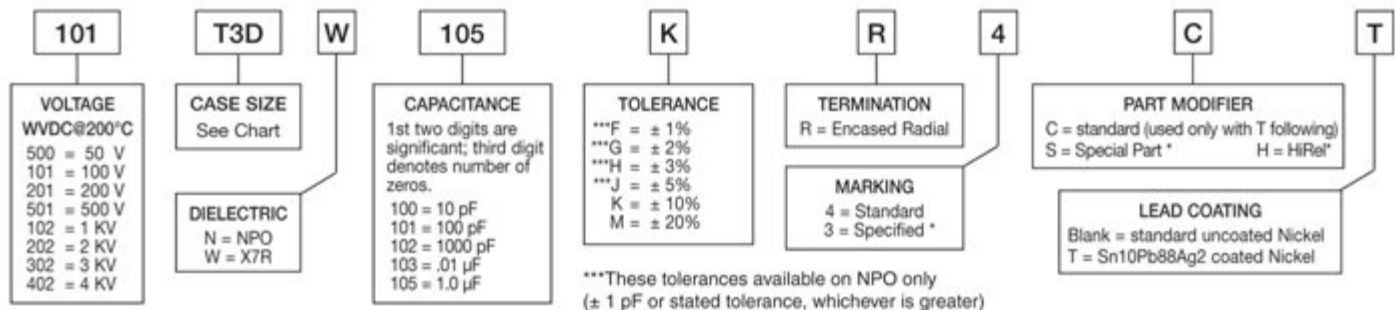 101 T3D W 105 K R 4 C T
VOLTAGE
WVDC@200°C
500 = 50 V
101 = 100 V
201 = 200 V
501 = 500 V
102 = 1 KV
202 = 2 KV
302 = 3 KV
402 = 4 KV
CASE SIZE
See Chart
DIELECTRIC
N = NPO
W = X7R
CAPACITANCE
1st two digits are
significant; third digit
denotes number of
zeros.
100 = 10 pF
101 = 100 pF
102 = 1000 pF
103 = .01 µF
105 = 1.0 µF
TOLERANCE
***F = ± 1%
***G = ± 2%
***H = ± 3%
***J = ± 5%
K = ± 10%
M = ± 20%
***These tolerances available on NPO only
(± 1 pF or stated tolerance, whichever is greater)
TERMINATION
R = Encased Radial
MARKING
4 = Standard
3 = Specified *
PART MODIFIER
C = standard (used only with T following)
S = Special Part * H = HiRel*
LEAD COATING
Blank = standard uncoated Nickel
T = Sn10Pb88Ag2 coated Nickel